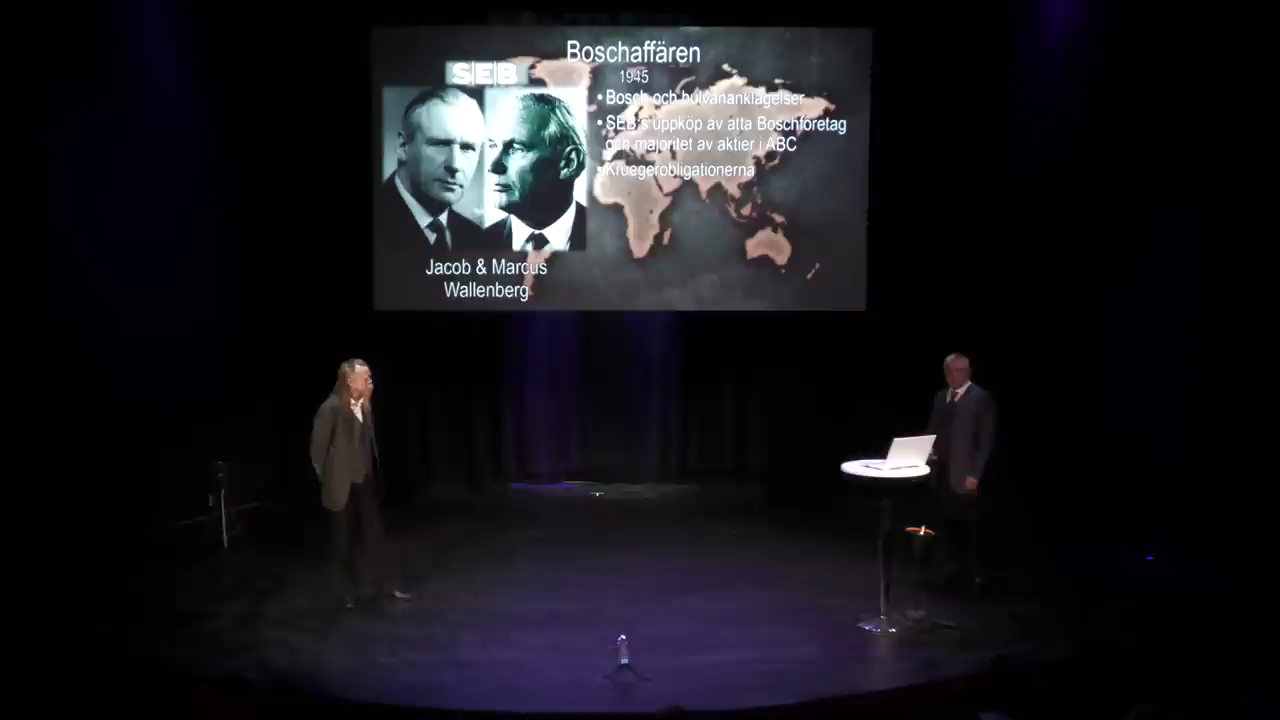 Boschaffären
1945
SEB
• Bosch och bulvananklagelser
• SEB:s uppköp av åtta Boschföretag
och majoritet av aktier i ABC
• Kruegerobligationerna
Jacob & Marcus
Wallenberg